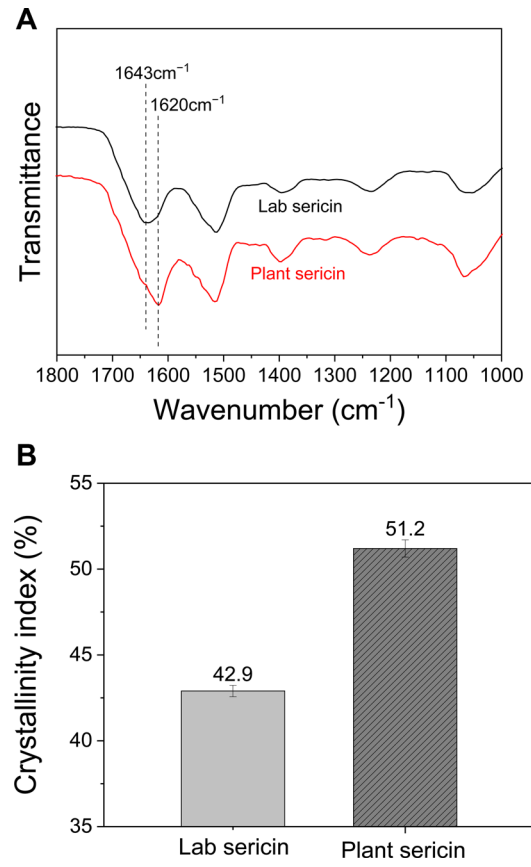 A
1643cm⁻¹
1620cm⁻¹
Transmittance
Lab sericin
Plant sericin
1800 1700 1600 1500 1400 1300 1200 1100 1000
Wavenumber (cm⁻¹)
B
Crystallinity index (%)
55
50
45
40
35
42.9
51.2
Lab sericin Plant sericin